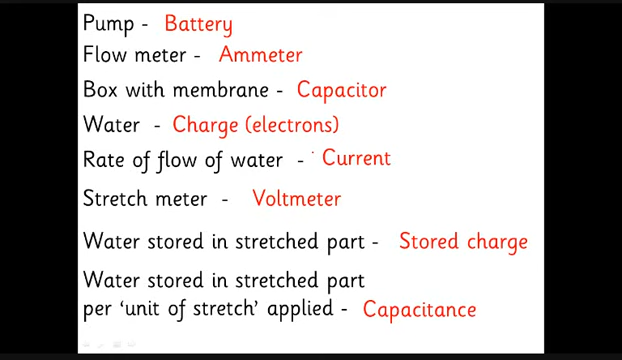 Pump - Battery
Flow meter - Ammeter
Box with membrane - Capacitor
Water - Charge (electrons)
Rate of flow of water - Current
Stretch meter - Voltmeter
Water stored in stretched part - Stored charge
Water stored in stretched part
per ‘unit of stretch’ applied - Capacitance